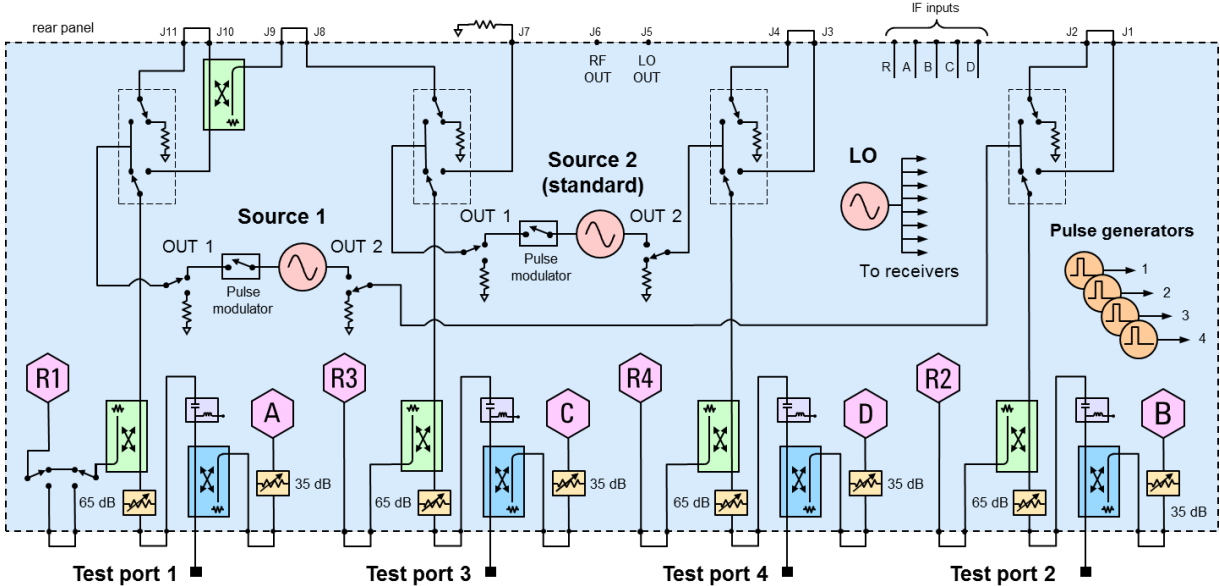 IF inputs
rear panel
J11
J10
J9
J8
J7
J6
J5
J4
J3
J2
J1
RF
OUT
LO
OUT
R
A
B
C
D
Source 2
(standard)
LO
Source 1
OUT 1
OUT 2
Pulse
modulator
To receivers
Pulse generators
1
2
3
4
OUT 1
OUT 2
Pulse
modulator
R1
A
R3
C
R4
D
R2
B
65 dB
35 dB
65 dB
35 dB
65 dB
35 dB
65 dB
35 dB
Test port 1
Test port 3
Test port 4
Test port 2